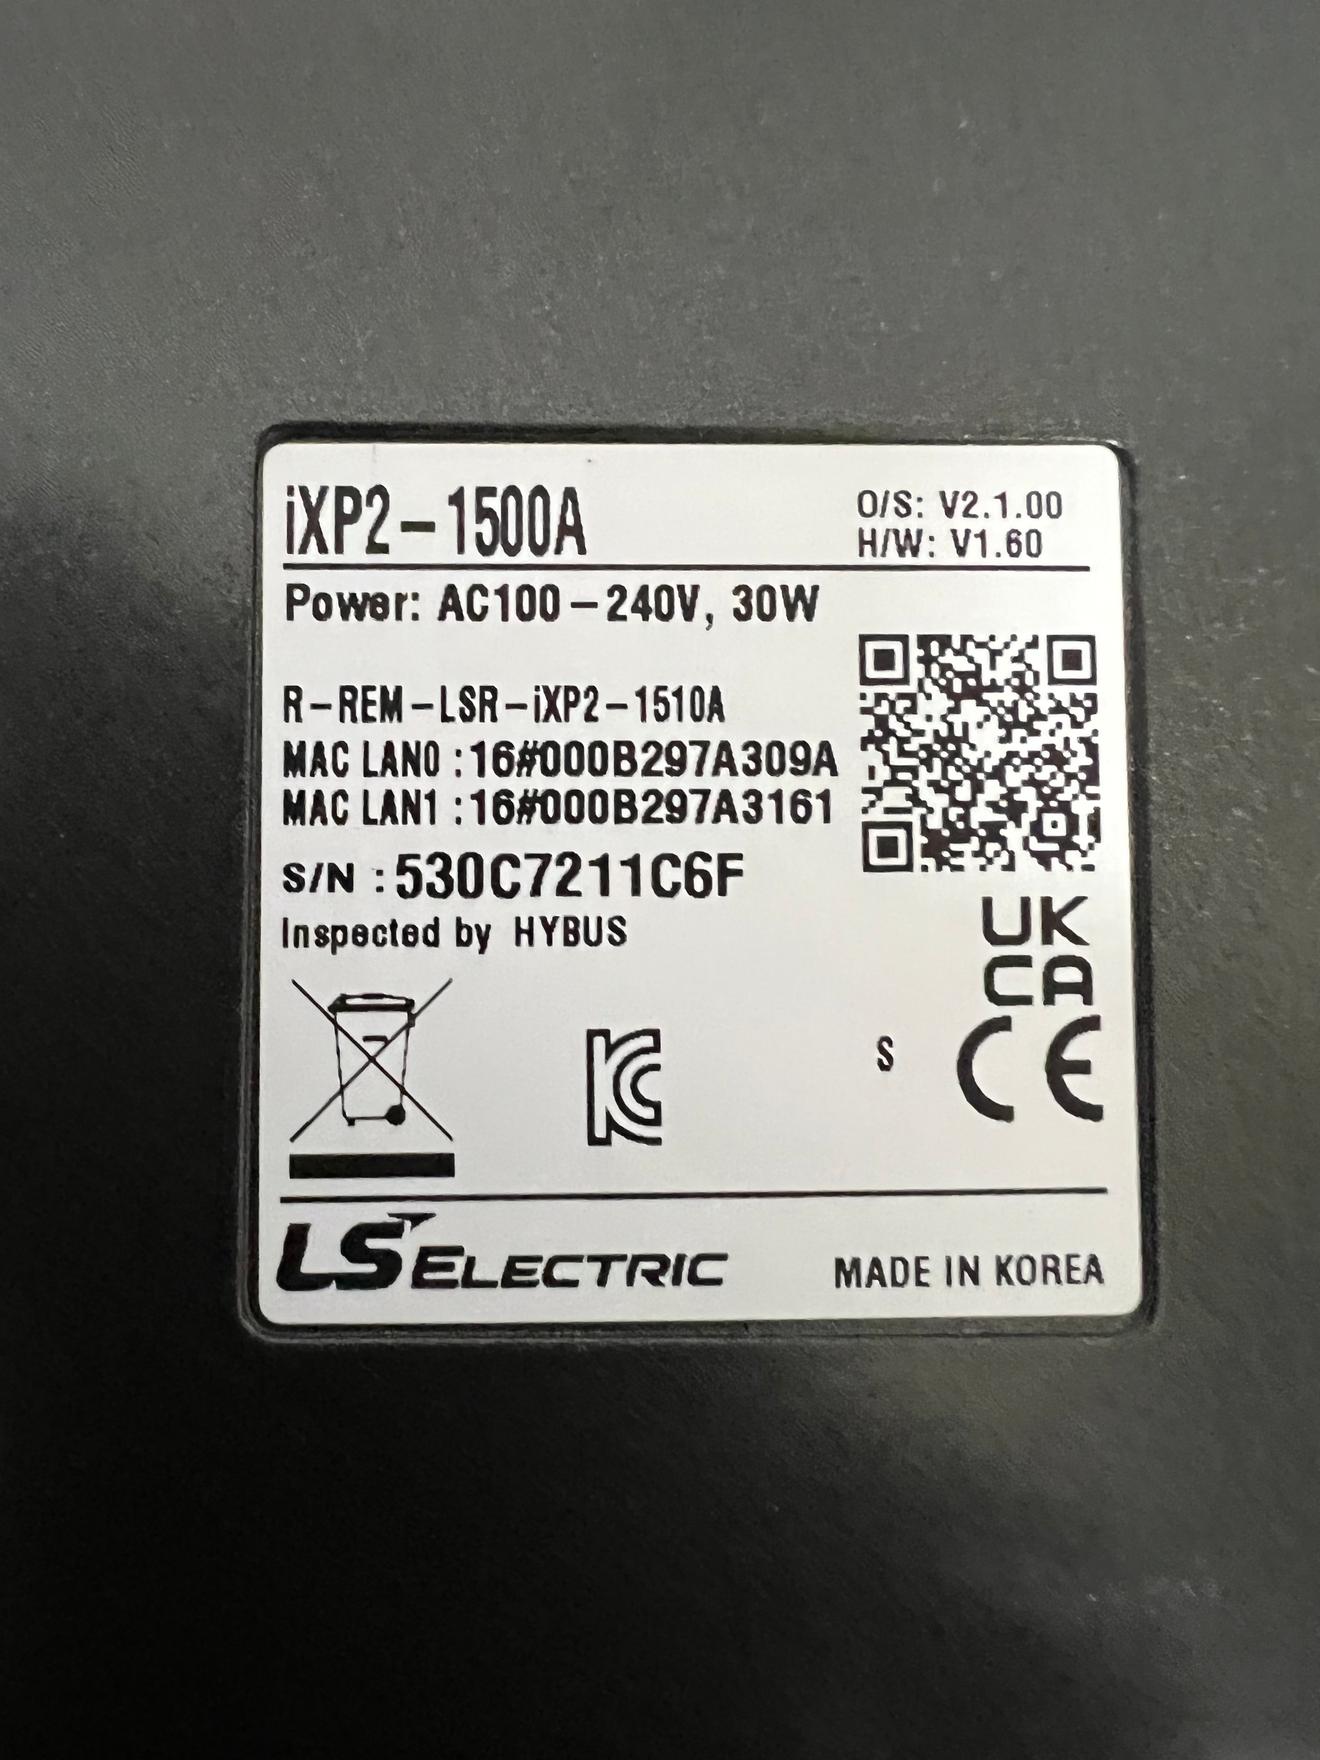 iXP2-1500A
O/S: V2.1.00
H/W: V1.60
Power: AC100-240V, 30W
R-REM-LSR-iXP2-1510A
MAC LAN0 :16#000B297A309A
MAC LAN1 :16#000B297A3161
S/N :530C7211C6F
Inspected by HYBUS
UK
CA
KC
S
CE
LS ELECTRIC
MADE IN KOREA